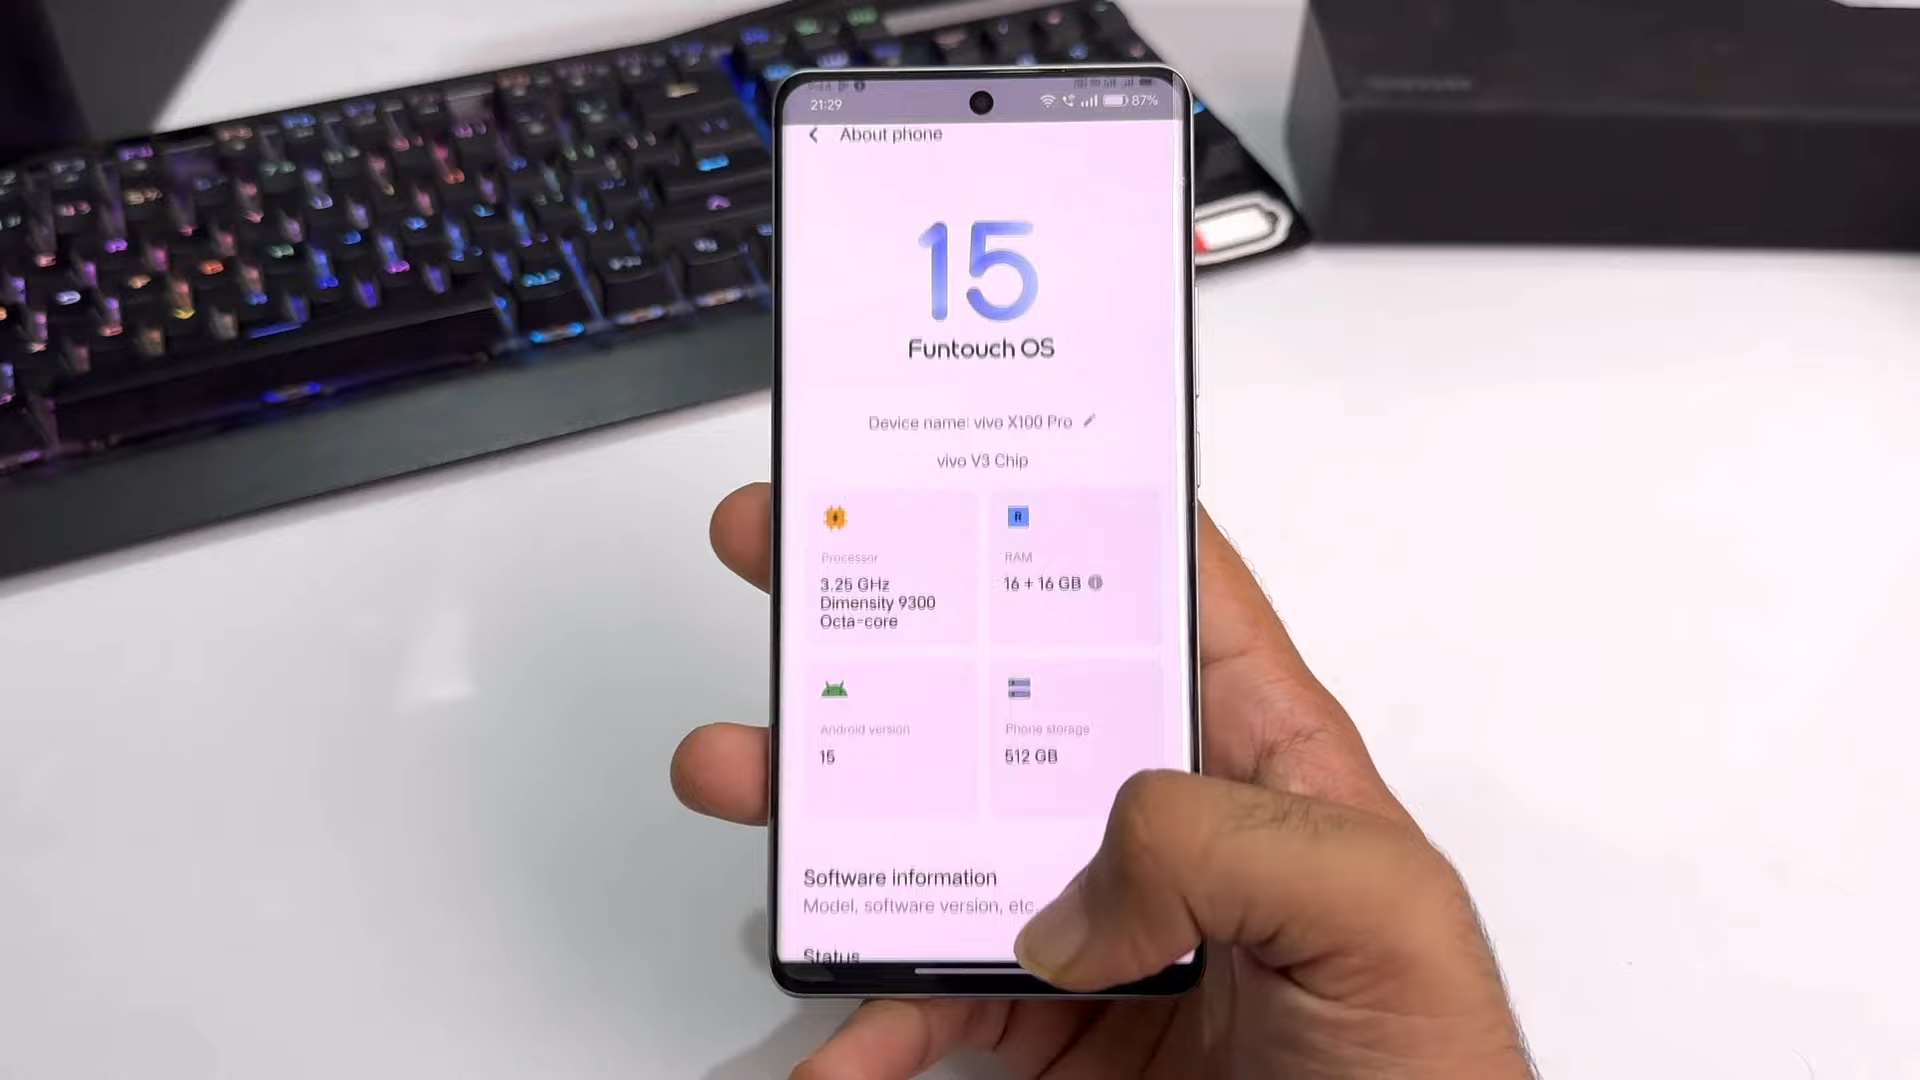 21:29
87%
About phone
15
Funtouch OS
Device name: vivo X100 Pro
vivo V3 Chip
Processor
3.25 GHz
Dimensity 9300
Octa-core
RAM
16 + 16 GB
Android version
15
Phone storage
512 GB
Software information
Model, software version, etc.
Status